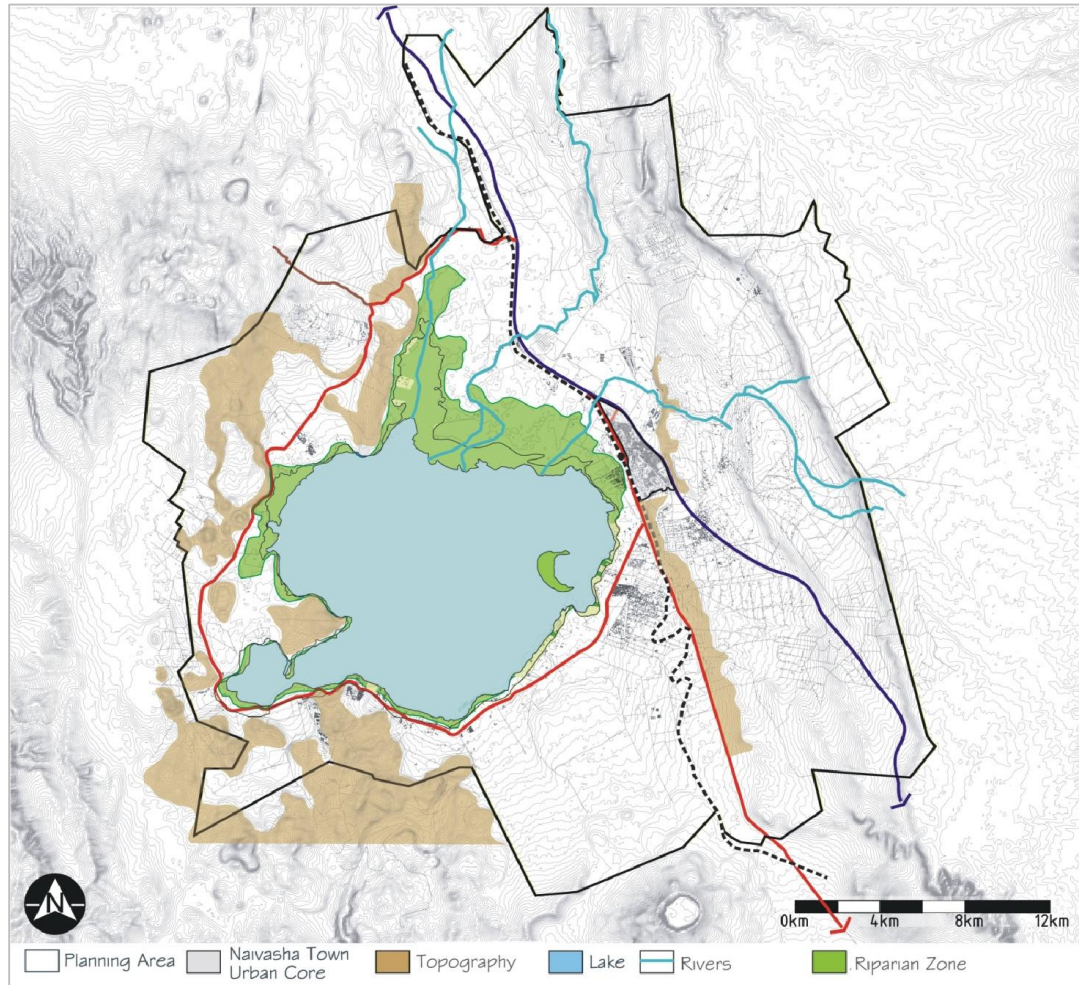 N
0km 4km 8km 12km
Planning Area
Naivasha Town
Urban Core
Topography
Lake
Rivers
Riparian Zone